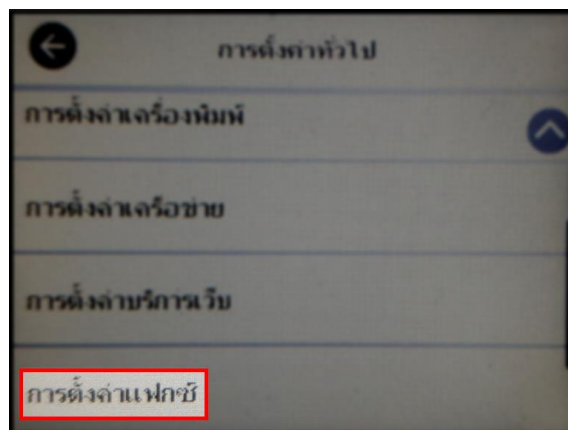 การตั้งค่าทั่วไป
การตั้งค่าเครื่องพิมพ์
การตั้งค่าเครือข่าย
การตั้งค่าบริการเว็บ
การตั้งค่าแฟกซ์